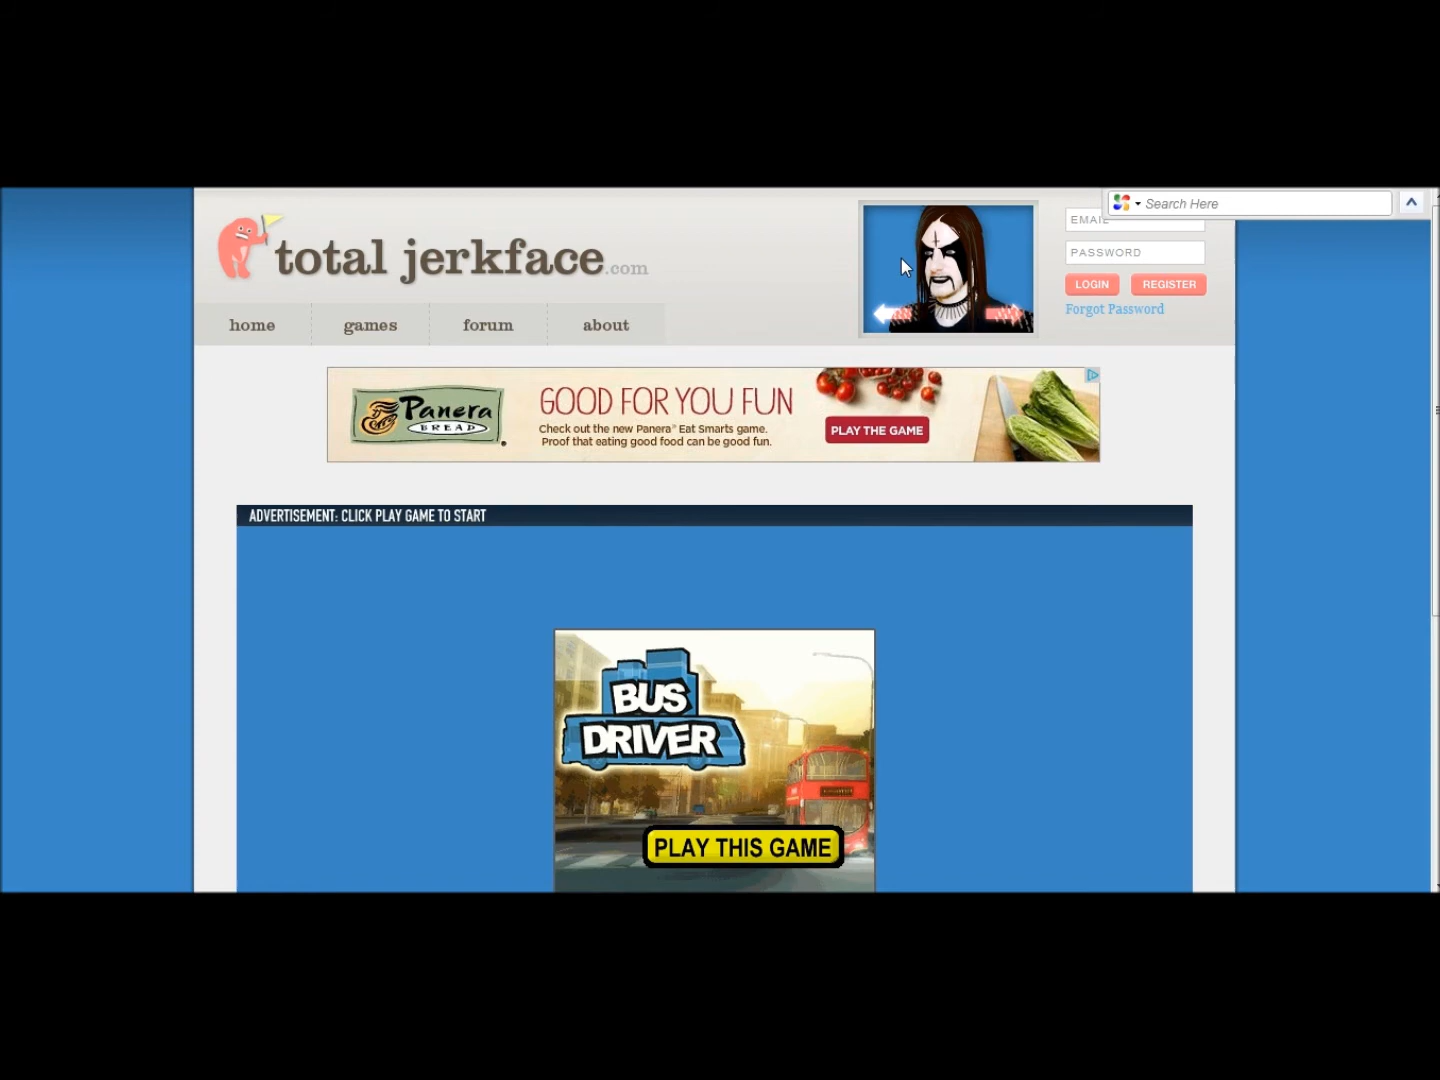 total jerkface.com
EMAIL
Search Here
PASSWORD
LOGIN REGISTER
Forgot Password
home games forum about
Panera
BREAD
GOOD FOR YOU FUN
Check out the new Panera® Eat Smarts game.
Proof that eating good food can be good fun.
PLAY THE GAME
ADVERTISEMENT: CLICK PLAY GAME TO START
BUS
DRIVER
PLAY THIS GAME